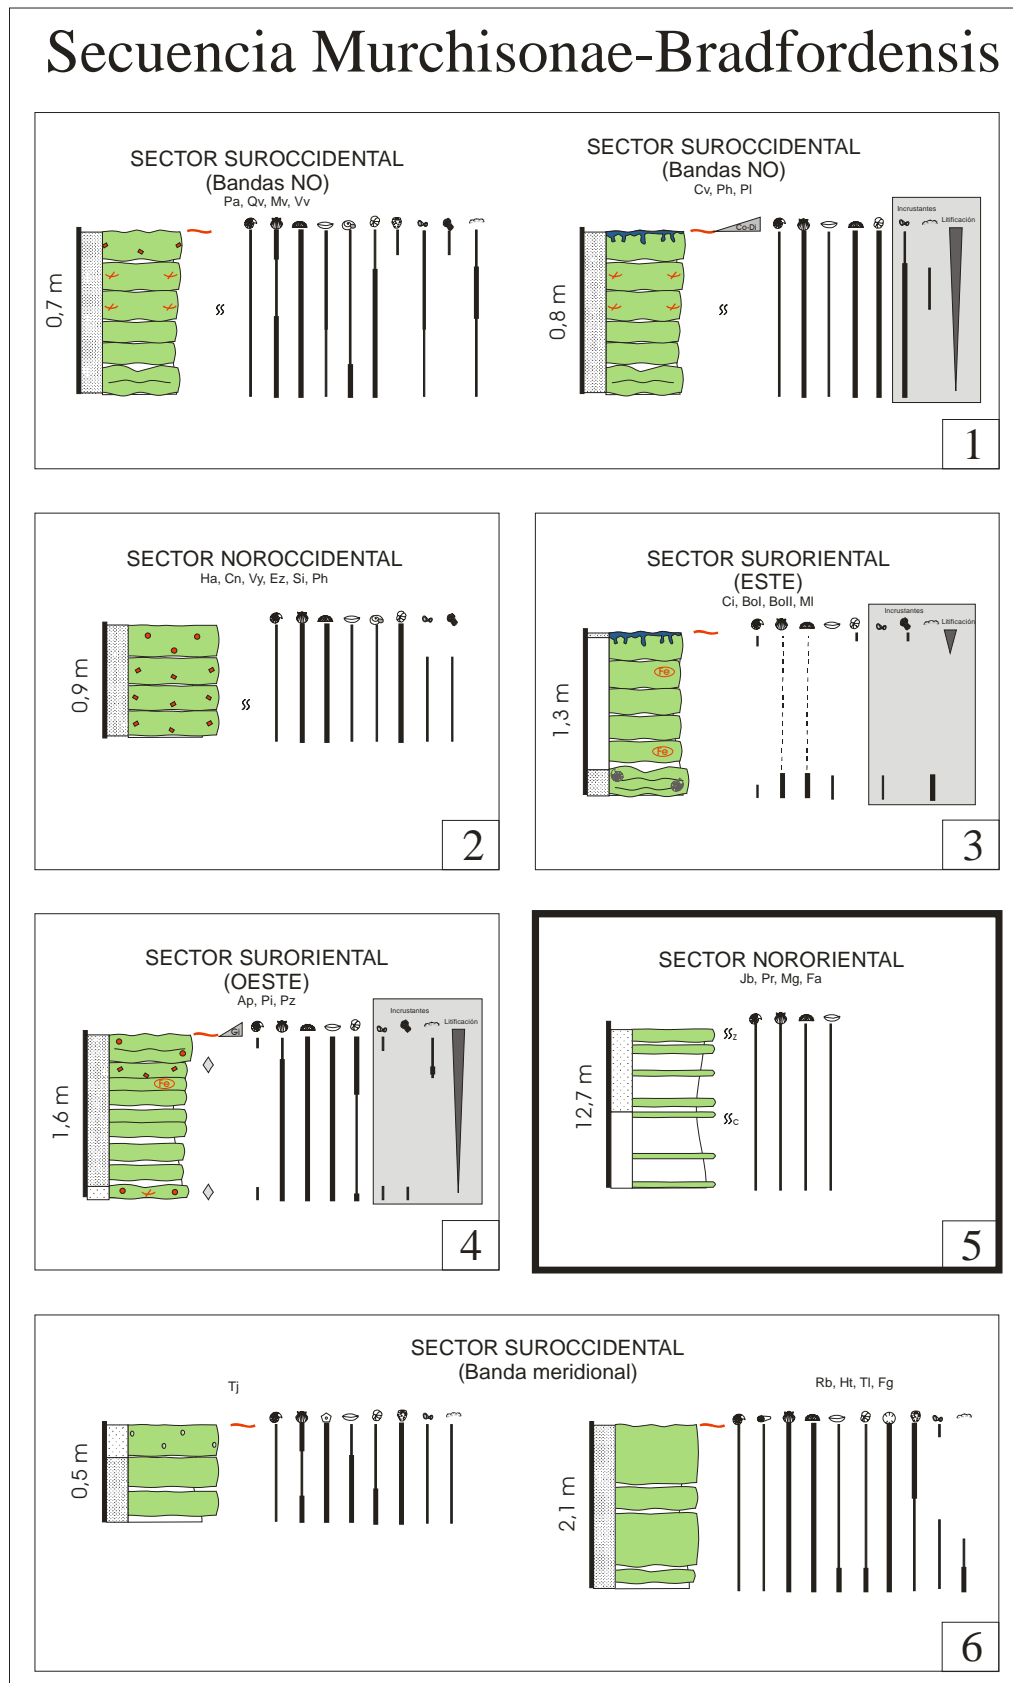 Secuencia Murchisonae-Bradfordensis
SECTOR SUROCCIDENTAL
(Bandas NO)
Pa, Qv, Mv, Vv
0,7 m
SECTOR SUROCCIDENTAL
(Bandas NO)
Cv, Ph, Pl
Co-Di
Incrustantes
Litificación
0,8 m
1
SECTOR NOROCCIDENTAL
Ha, Cn, Vy, Ez, Si, Ph
0,9 m
2
SECTOR SURORIENTAL
(ESTE)
Ci, BoI, BoII, Ml
Incrustantes
Litificación
Fe
Fe
1,3 m
3
SECTOR SURORIENTAL
(OESTE)
Ap, Pi, Pz
Gi
Incrustantes
Litificación
Fe
1,6 m
4
SECTOR NORORIENTAL
Jb, Pr, Mg, Fa
z
c
12,7 m
5
SECTOR SUROCCIDENTAL
(Banda meridional)
Tj
0,5 m
Rb, Ht, Tl, Fg
2,1 m
6